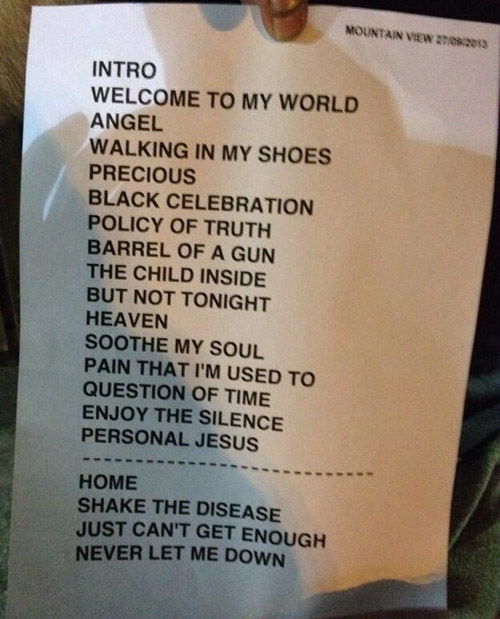 MOUNTAIN VIEW 27/09/2013
INTRO
WELCOME TO MY WORLD
ANGEL
WALKING IN MY SHOES
PRECIOUS
BLACK CELEBRATION
POLICY OF TRUTH
BARREL OF A GUN
THE CHILD INSIDE
BUT NOT TONIGHT
HEAVEN
SOOTHE MY SOUL
PAIN THAT I'M USED TO
QUESTION OF TIME
ENJOY THE SILENCE
PERSONAL JESUS
HOME
SHAKE THE DISEASE
JUST CAN'T GET ENOUGH
NEVER LET ME DOWN